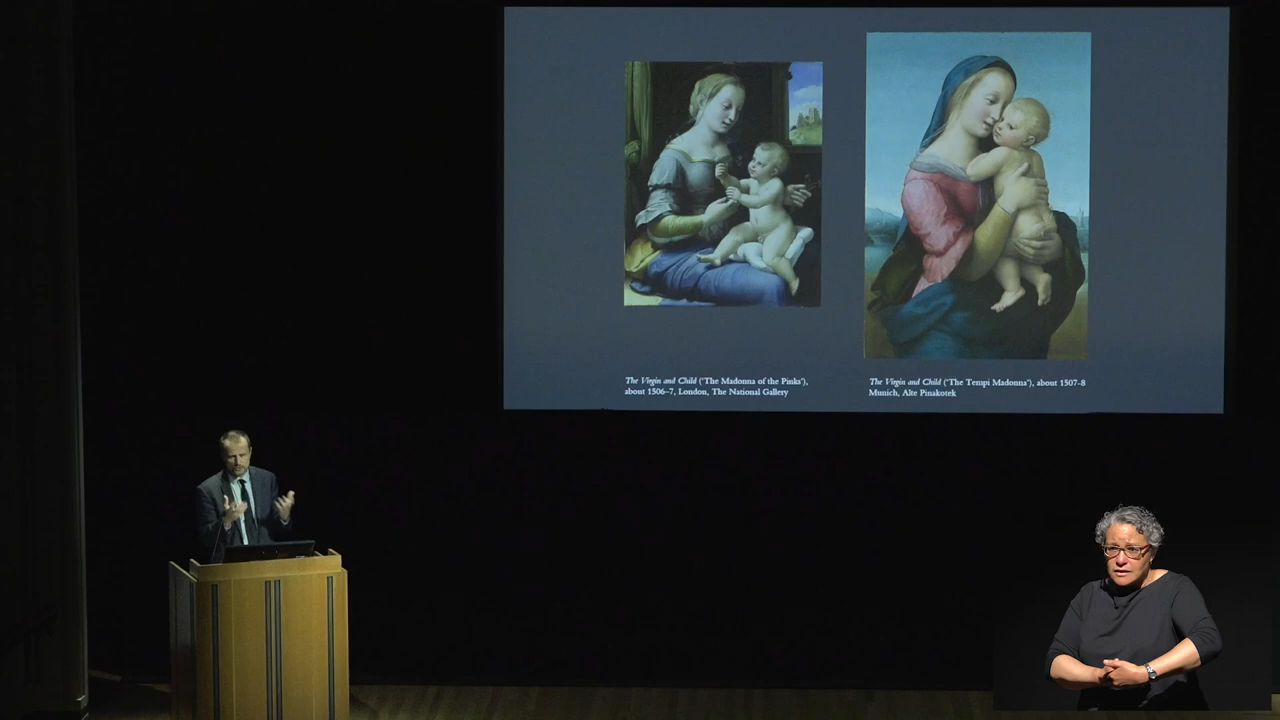 The Virgin and Child ('The Madonna of the Pinks'),
about 1506–7, London, The National Gallery
The Virgin and Child ('The Tempi Madonna'), about 1507-8
Munich, Alte Pinakotek